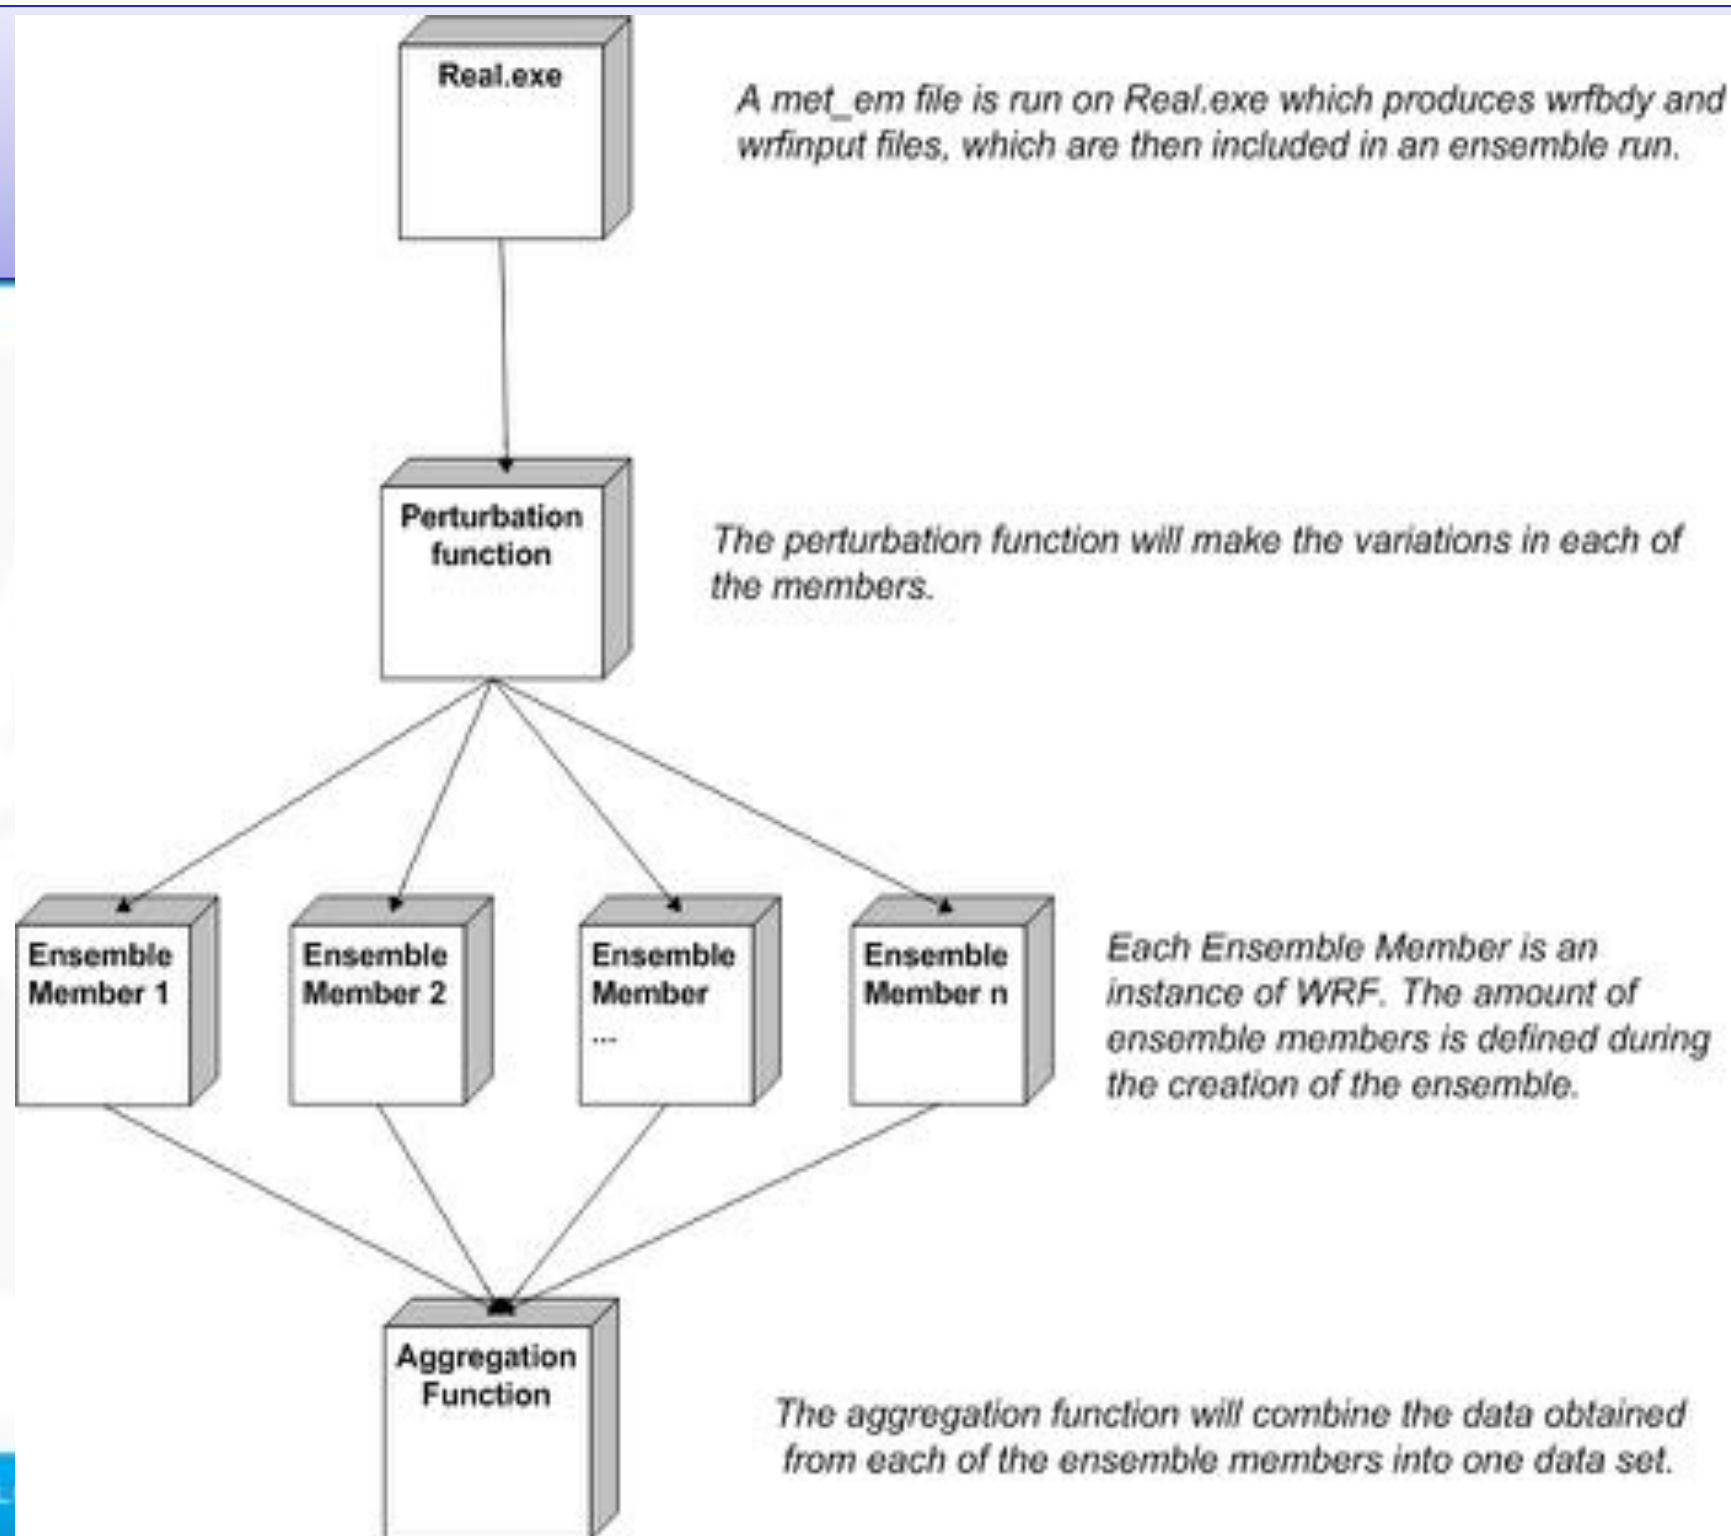 Real.exe
A met_em file is run on Real.exe which produces wrfbdy and
wrfinput files, which are then included in an ensemble run.
Perturbation
function
The perturbation function will make the variations in each of
the members.
Ensemble
Member 1
Ensemble
Member 2
Ensemble
Member
...
Ensemble
Member n
Each Ensemble Member is an
instance of WRF. The amount of
ensemble members is defined during
the creation of the ensemble.
Aggregation
Function
The aggregation function will combine the data obtained
from each of the ensemble members into one data set.